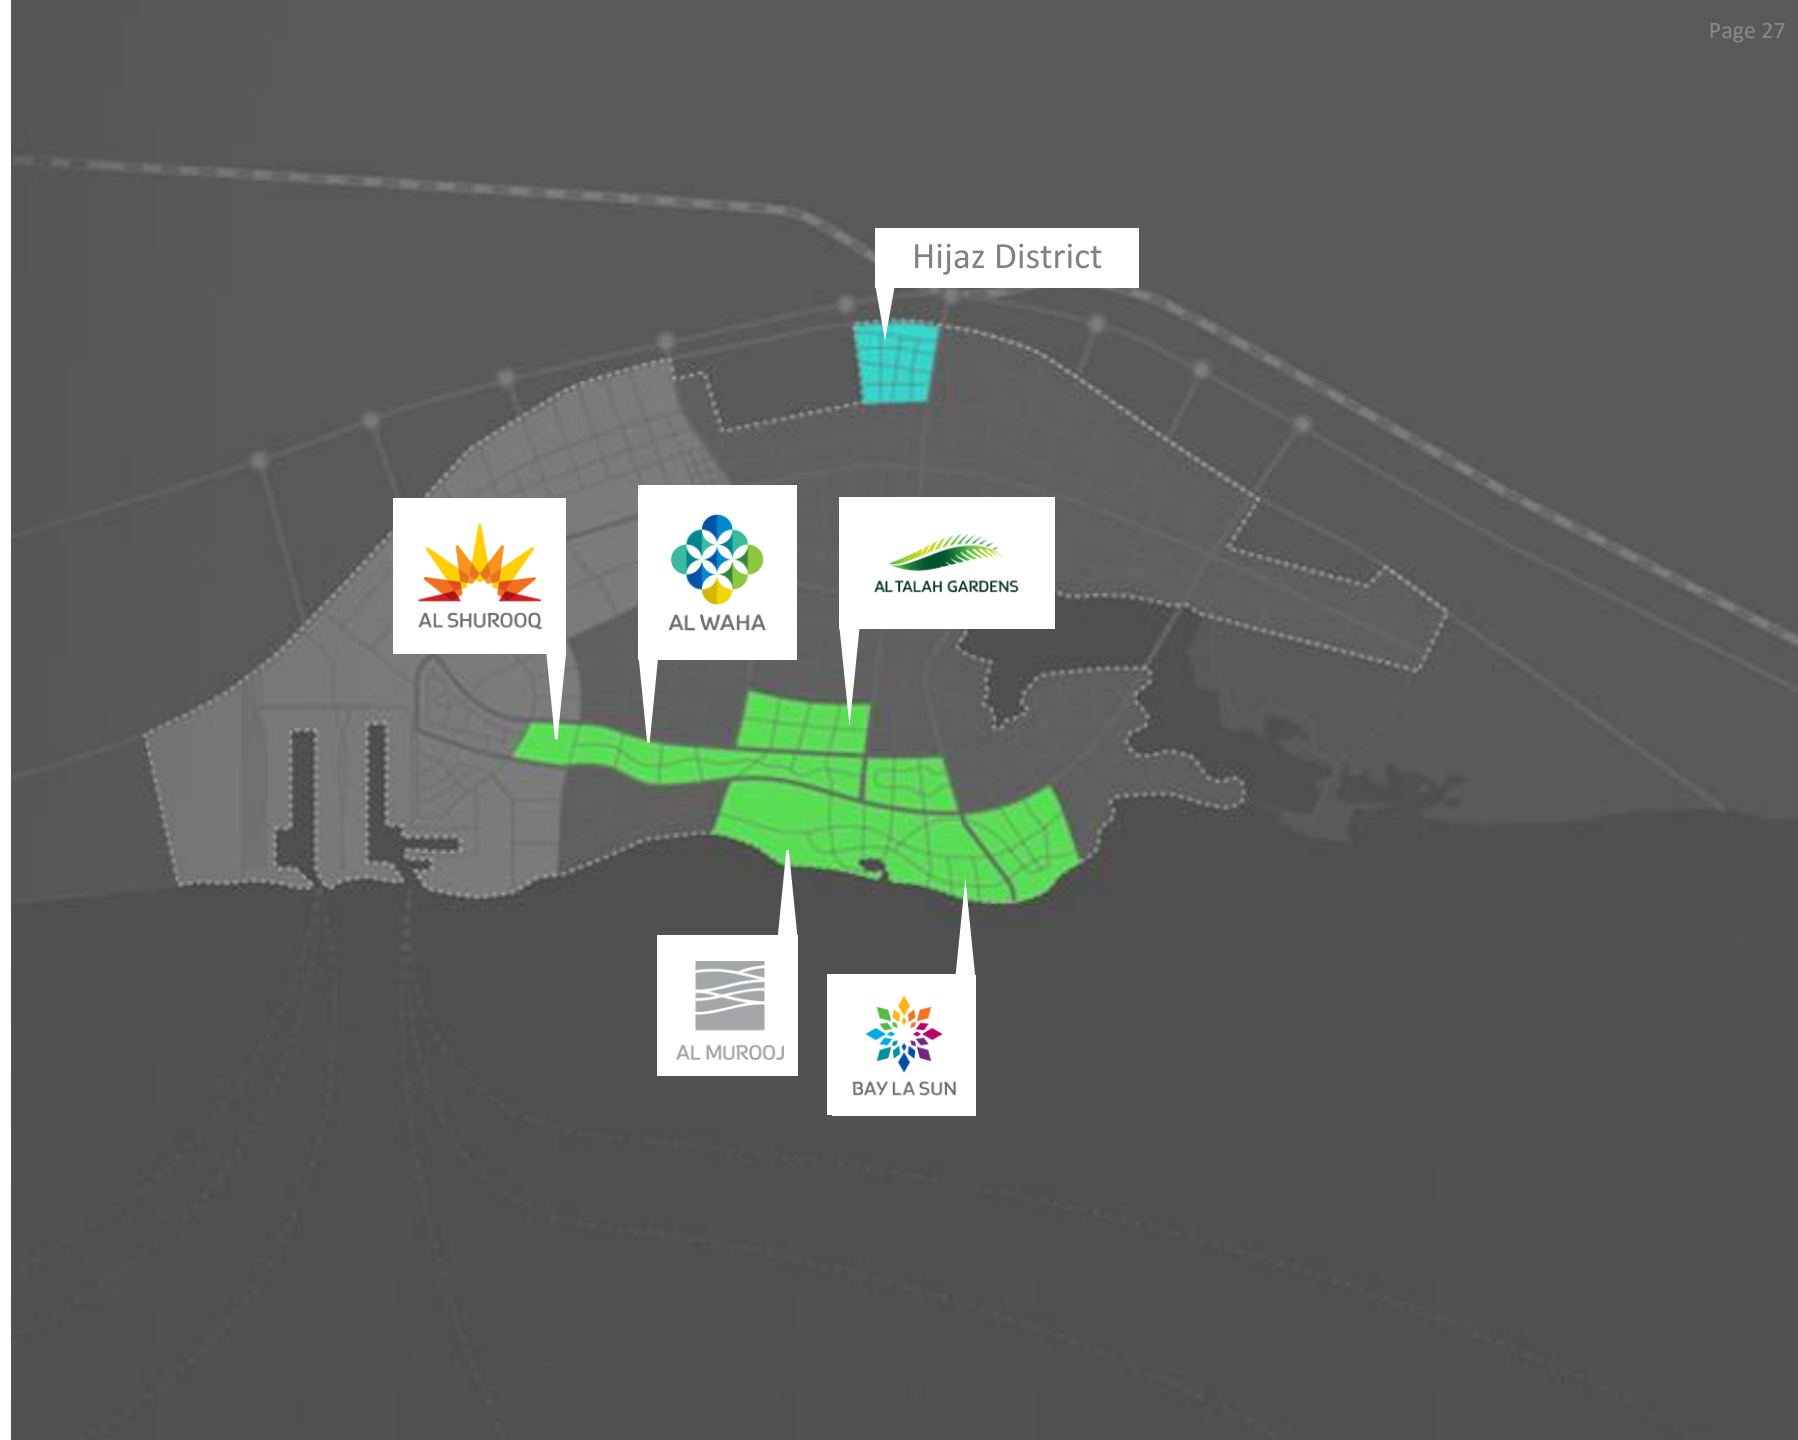 Page 27
Hijaz District
AL SHUROOQ
AL WAHA
AL TALAH GARDENS
AL MUROOJ
BAY LA SUN